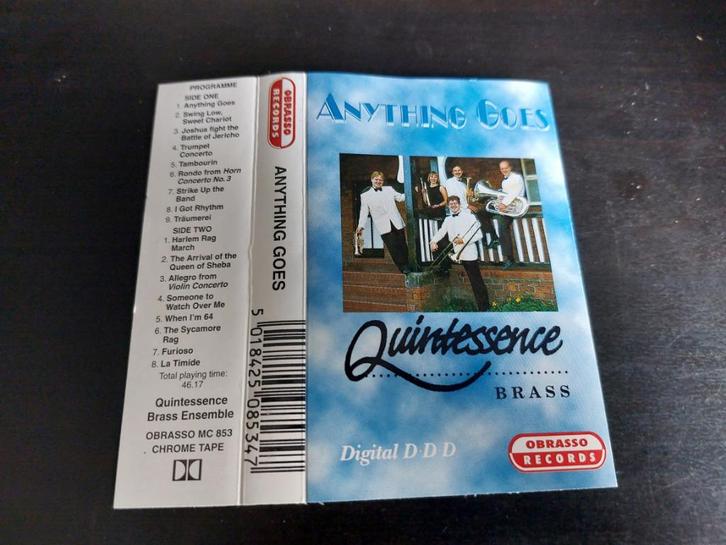 PROGRAMME
SIDE ONE
1. Anything Goes
2. Swing Low,
Sweet Chariot
3. Joshua fight the
Battle of Jericho
4. Trumpet
Concerto
5. Tambourin
6. Rondo from Horn
Concerto No. 3
7. Strike Up the
Band
8. I Got Rhythm
9. Träumerei
SIDE TWO
1. Harlem Rag
March
2. The Arrival of the
Queen of Sheba
3. Allegro from
Violin Concerto
4. Someone to
Watch Over Me
5. When I'm 64
6. The Sycamore
Rag
7. Furioso
8. La Timide
Total playing time:
46.17
Quintessence
Brass Ensemble
OBRASSO MC 853
CHROME TAPE
OBRASSO
RECORDS
ANYTHING GOES
5 018425 085347
ANYTHING GOES
Quintessence
BRASS
Digital D·D·D
OBRASSO
RECORDS